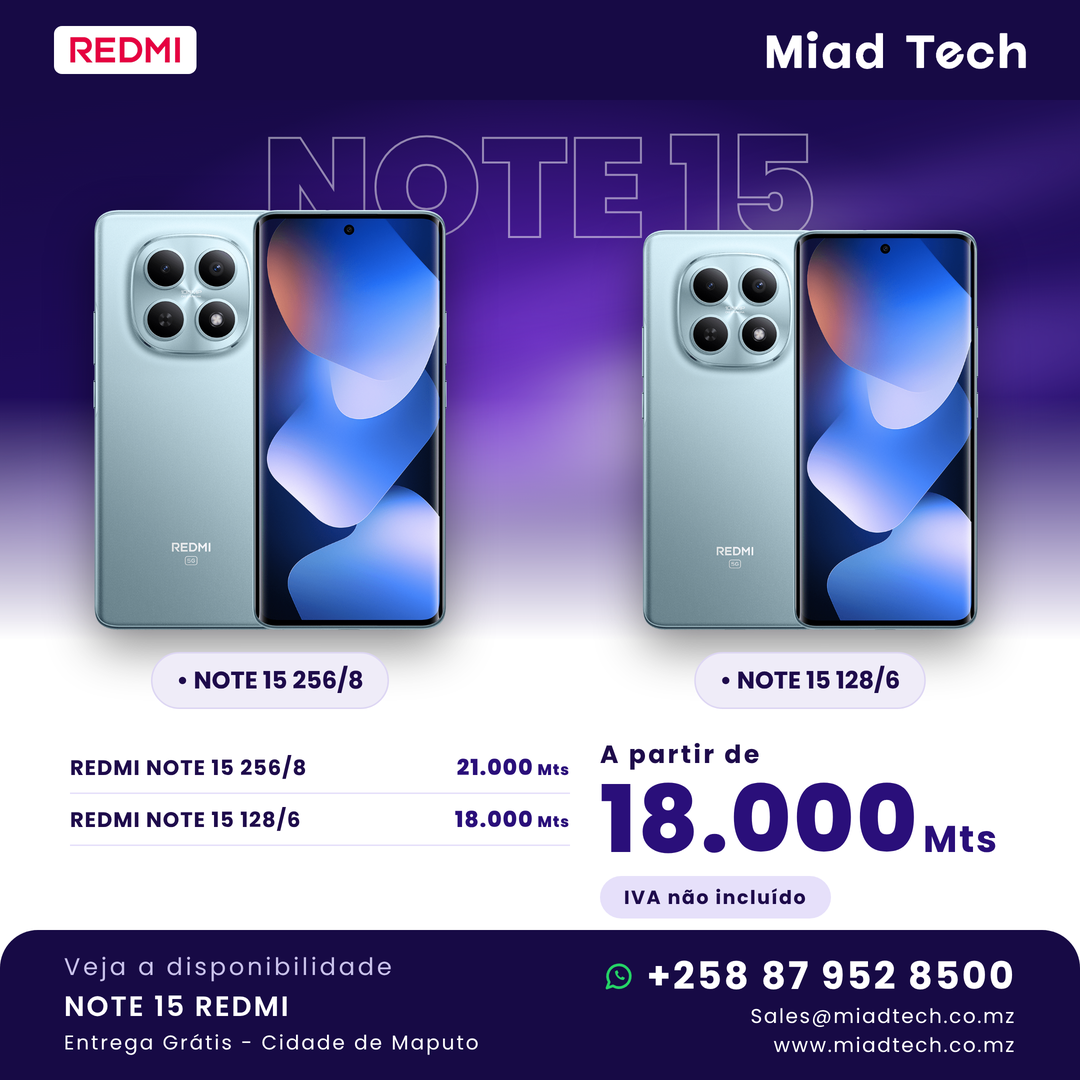 REDMI
Miad Tech
NOTE 15
REDMI
5G
REDMI
5G
• NOTE 15 256/8
• NOTE 15 128/6
REDMI NOTE 15 256/8 21.000 Mts
REDMI NOTE 15 128/6 18.000 Mts
A partir de
18.000 Mts
IVA não incluído
Veja a disponibilidade
NOTE 15 REDMI
Entrega Grátis - Cidade de Maputo
+258 87 952 8500
Sales@miadtech.co.mz
www.miadtech.co.mz